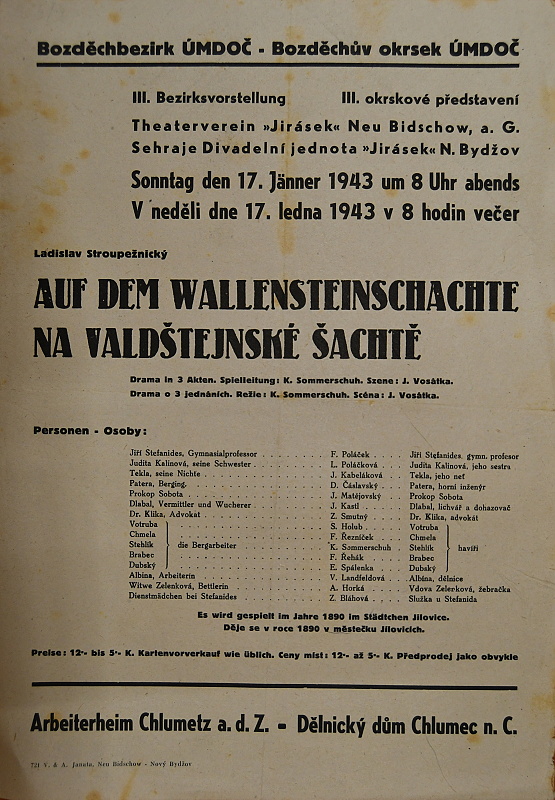 Bozděchbezirk ÚMDOČ - Bozděchův okrsek ÚMDOČ
III. Bezirksvorstellung III. okrskové představení
Theaterverein »Jirásek« Neu Bidschow, a. G.
Sehraje Divadelní jednota »Jirásek« N. Bydžov
Sonntag den 17. Jänner 1943 um 8 Uhr abends
V neděli dne 17. ledna 1943 v 8 hodin večer
Ladislav Stroupežnický
AUF DEM WALLENSTEINSCHACHTE
NA VALDŠTEJNSKÉ ŠACHTĚ
Drama in 3 Akten. Spielleitung: K. Sommerschuh. Szene: J. Vosátka.
Drama o 3 jednáních. Režie: K. Sommerschuh. Scéna: J. Vosátka.
Personen - Osoby:
Jiří Stefanides, Gymnasialprofessor . . . . . . . . F. Poláček . . . Jiří Stefanides, gymn. profesor
Judita Kalinová, seine Schwester . . . . . . . . L. Poláčková . . Judita Kalinová, jeho sestra
Tekla, seine Nichte . . . . . . . . J. Kabeláková . . Tekla, jeho neť
Patera, Berging. . . . . . . . . D. Čáslavský . . Patera, horní inženýr
Prokop Sobota . . . . . . . . J. Matějovský . . Prokop Sobota
Dlabal, Vermittler und Wucherer . . . . . . . . J. Kastl . . . Dlabal, lichvář a dohazovač
Dr. Klika, Advokat . . . . . . . . Z. Smutný . . . Dr. Klika, advokát
Votruba . . . . . . . . S. Holub . . . Votruba
Chmela . . . . . . . . F. Řezníček . . Chmela
Stehlík die Bergarbeiter . . . . . . . . K. Sommerschuh . Stehlík havíři
Brabec . . . . . . . . F. Řehák . . . Brabec
Dubský . . . . . . . . E. Spálenka . . Dubský
Albina, Arbeiterin . . . . . . . . V. Landfeldová . . Albína, dělnice
Witwe Zelenková, Bettlerin . . . . . . . . A. Horká . . . Vdova Zelenková, žebračka
Dienstmädchen bei Stefanides . . . . . . . . Z. Bláhová . . . Služka u Stefanida
Es wird gespielt im Jahre 1890 im Städtchen Jilovice.
Děje se v roce 1890 v městečku Jílovicích.
Preise: 12·- bis 5·- K. Kartenvorverkauf wie üblich. Ceny míst: 12·- až 5·- K. Předprodej jako obvykle
Arbeiterheim Chlumetz a. d. Z. - Dělnický dům Chlumec n. C.
721 V. & A. Janata, Neu Bidschow - Nový Bydžov